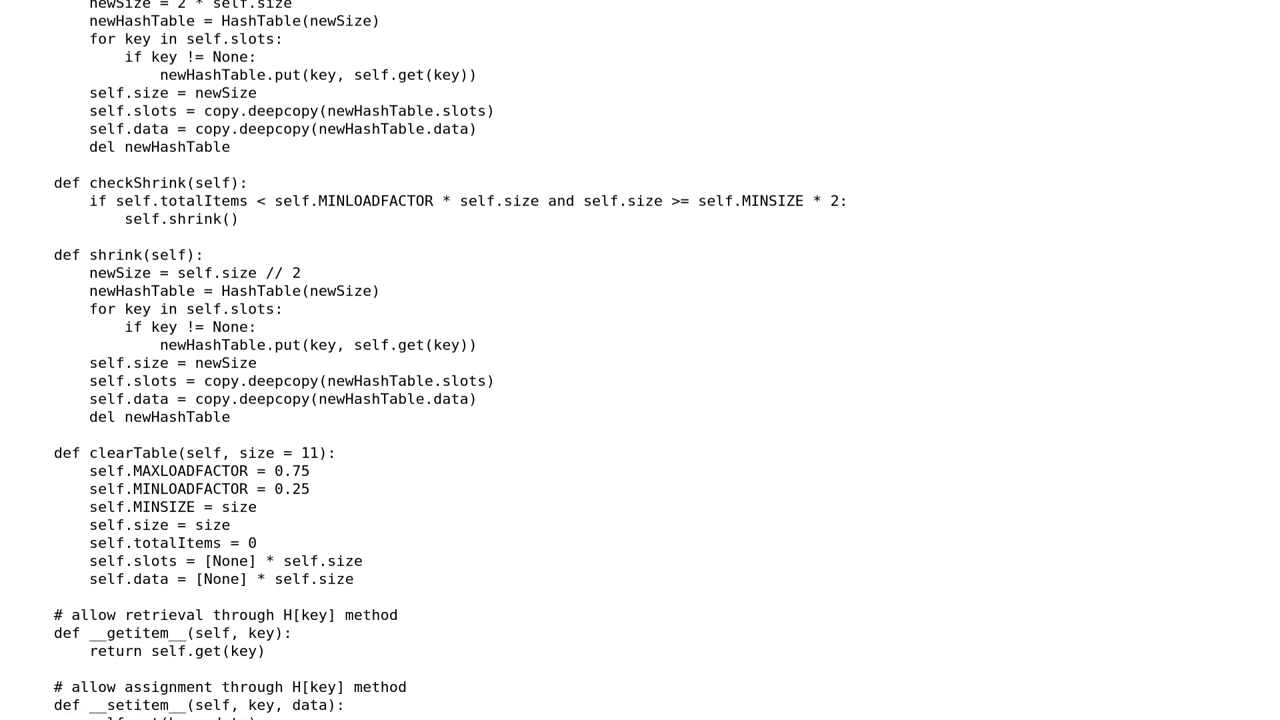 newSize = 2 * self.size
        newHashTable = HashTable(newSize)
        for key in self.slots:
            if key != None:
                newHashTable.put(key, self.get(key))
        self.size = newSize
        self.slots = copy.deepcopy(newHashTable.slots)
        self.data = copy.deepcopy(newHashTable.data)
        del newHashTable

    def checkShrink(self):
        if self.totalItems < self.MINLOADFACTOR * self.size and self.size >= self.MINSIZE * 2:
            self.shrink()

    def shrink(self):
        newSize = self.size // 2
        newHashTable = HashTable(newSize)
        for key in self.slots:
            if key != None:
                newHashTable.put(key, self.get(key))
        self.size = newSize
        self.slots = copy.deepcopy(newHashTable.slots)
        self.data = copy.deepcopy(newHashTable.data)
        del newHashTable

    def clearTable(self, size = 11):
        self.MAXLOADFACTOR = 0.75
        self.MINLOADFACTOR = 0.25
        self.MINSIZE = size
        self.size = size
        self.totalItems = 0
        self.slots = [None] * self.size
        self.data = [None] * self.size

    # allow retrieval through H[key] method
    def __getitem__(self, key):
        return self.get(key)

    # allow assignment through H[key] method
    def __setitem__(self, key, data):